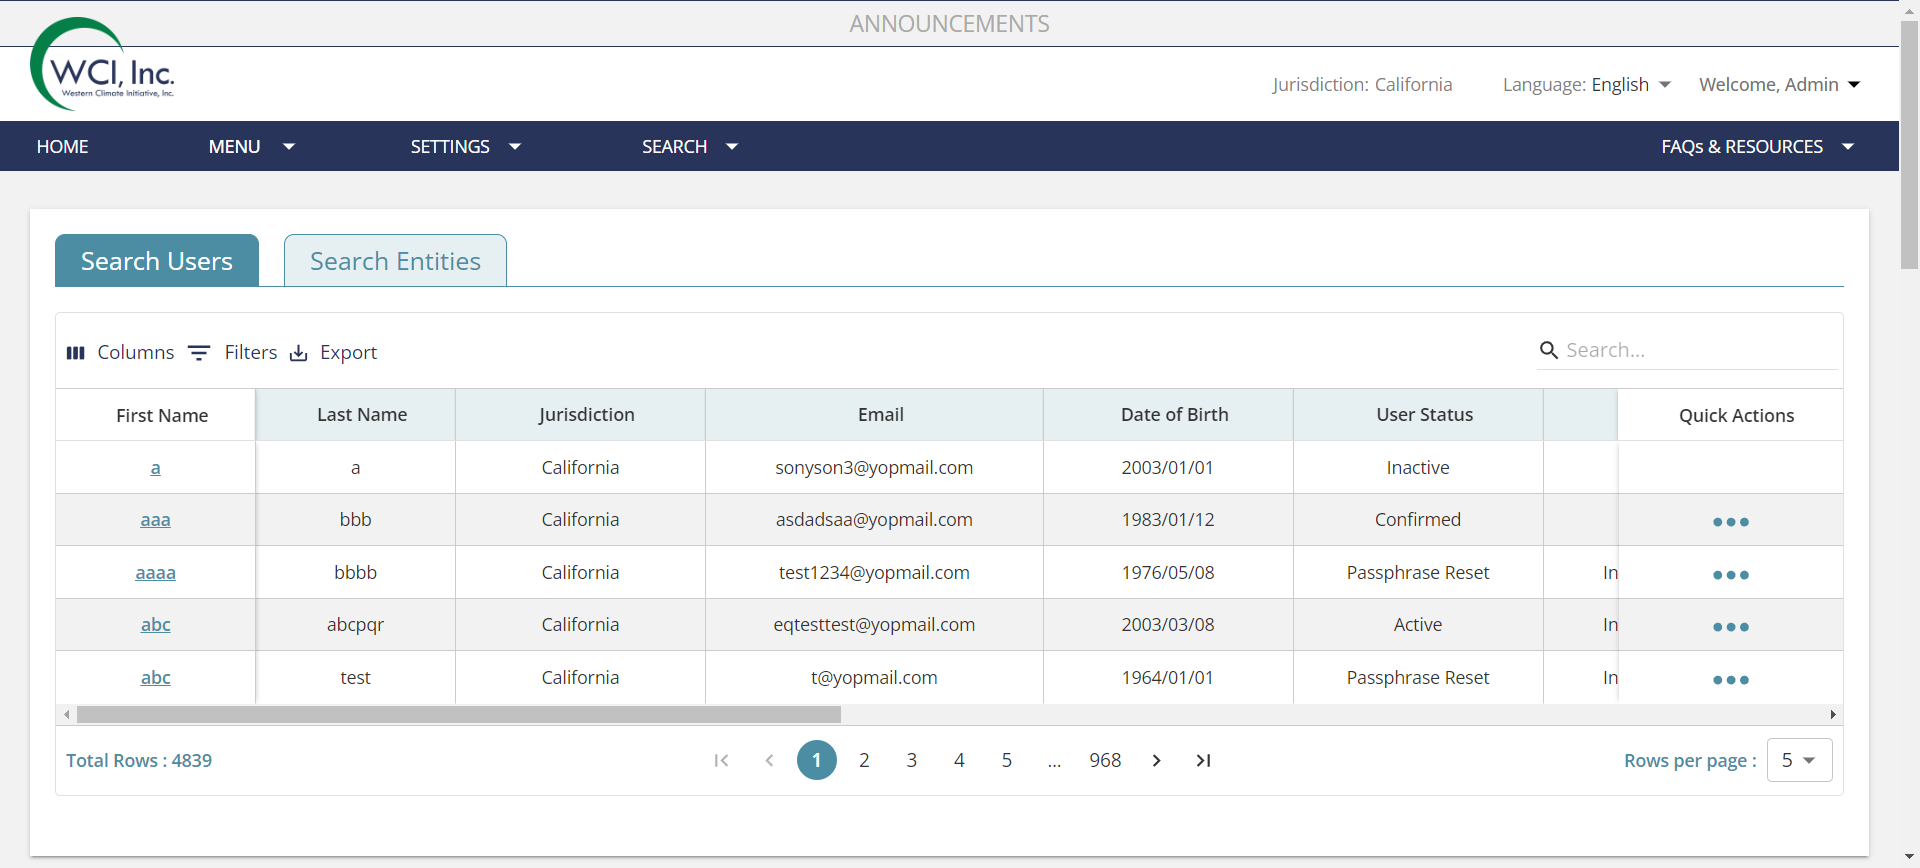 ANNOUNCEMENTS
WCI, Inc.
Western Climate Initiative, Inc.
Jurisdiction: California Language: English Welcome, Admin
HOME MENU SETTINGS SEARCH FAQs & RESOURCES
Search Users Search Entities
Columns Filters Export Search...
First Name Last Name Jurisdiction Email Date of Birth User Status Quick Actions
a a California sonyson3@yopmail.com 2003/01/01 Inactive
aaa bbb California asdadsaa@yopmail.com 1983/01/12 Confirmed
aaaa bbbb California test1234@yopmail.com 1976/05/08 Passphrase Reset In
abc abcpqr California eqtesttest@yopmail.com 2003/03/08 Active In
abc test California t@yopmail.com 1964/01/01 Passphrase Reset In
Total Rows : 4839 1 2 3 4 5 ... 968 Rows per page : 5